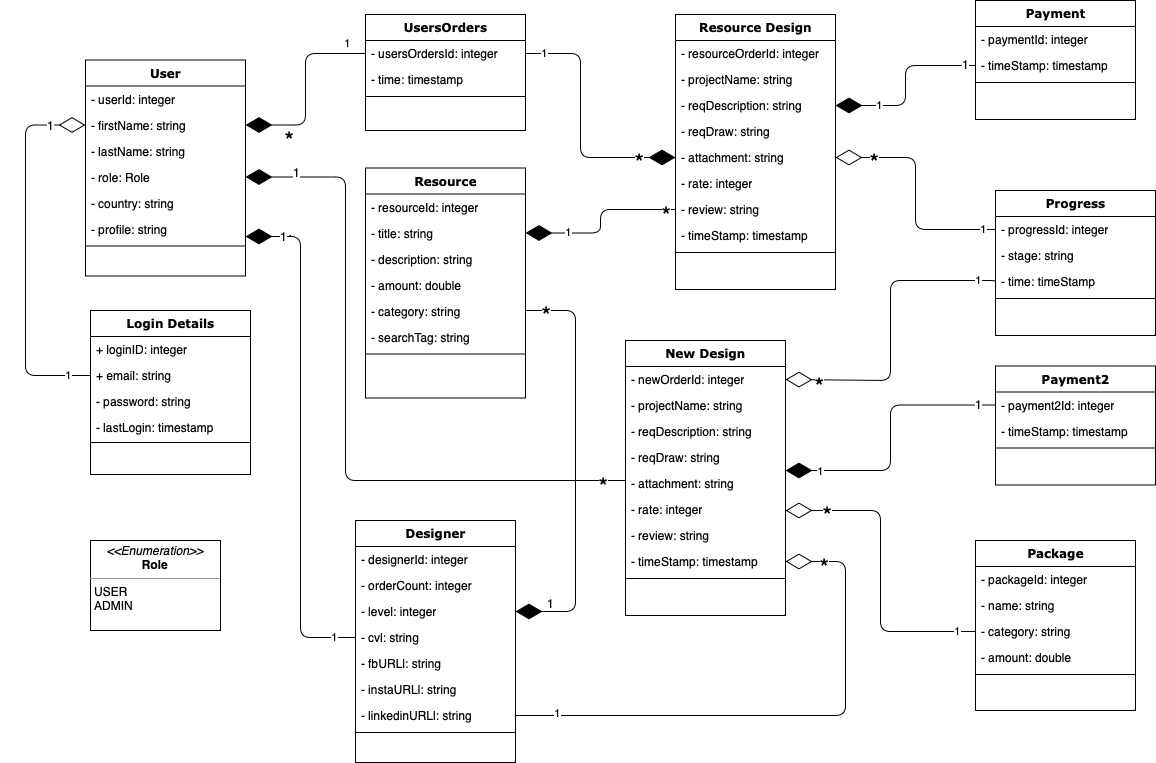 User
- userId: integer
- firstName: string
- lastName: string
- role: Role
- country: string
- profile: string
1
1
*
1
1
Login Details
+ loginID: integer
+ email: string
- password: string
- lastLogin: timestamp
1
<<Enumeration>>
Role
USER
ADMIN
UsersOrders
- usersOrdersId: integer
- time: timestamp
1
*
Resource
- resourceId: integer
- title: string
- description: string
- amount: double
- category: string
- searchTag: string
1
*
*
Designer
- designerId: integer
- orderCount: integer
- level: integer
- cvl: string
- fbURLl: string
- instaURLl: string
- linkedinURLl: string
1
1
1
Resource Design
- resourceOrderId: integer
- projectName: string
- reqDescription: string
- reqDraw: string
- attachment: string
- rate: integer
- review: string
- timeStamp: timestamp
1
*
New Design
- newOrderId: integer
- projectName: string
- reqDescription: string
- reqDraw: string
- attachment: string
- rate: integer
- review: string
- timeStamp: timestamp
*
*
1
*
*
Payment
- paymentId: integer
- timeStamp: timestamp
1
Progress
- progressId: integer
- stage: string
- time: timeStamp
1
1
Payment2
- payment2Id: integer
- timeStamp: timestamp
1
Package
- packageId: integer
- name: string
- category: string
- amount: double
1